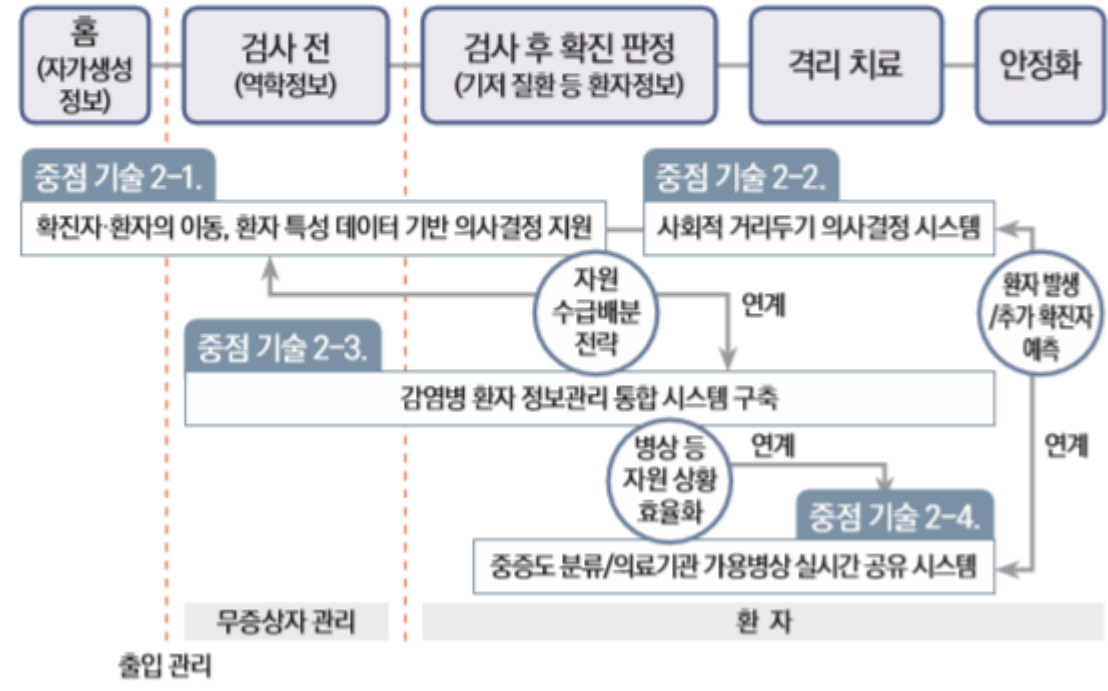 홈
(자가생성
정보)
검사 전
(역학정보)
검사 후 확진 판정
(기저 질환 등 환자정보)
격리 치료
안정화
중점 기술 2-1.
확진자·환자의 이동, 환자 특성 데이터 기반 의사결정 지원
중점 기술 2-2.
사회적 거리두기 의사결정 시스템
자원
수급배분
전략
연계
환자 발생
/추가 확진자
예측
중점 기술 2-3.
감염병 환자 정보관리 통합 시스템 구축
병상 등
자원 상황
효율화
연계
연계
중점 기술 2-4.
중증도 분류/의료기관 가용병상 실시간 공유 시스템
무증상자 관리
환 자
출입 관리